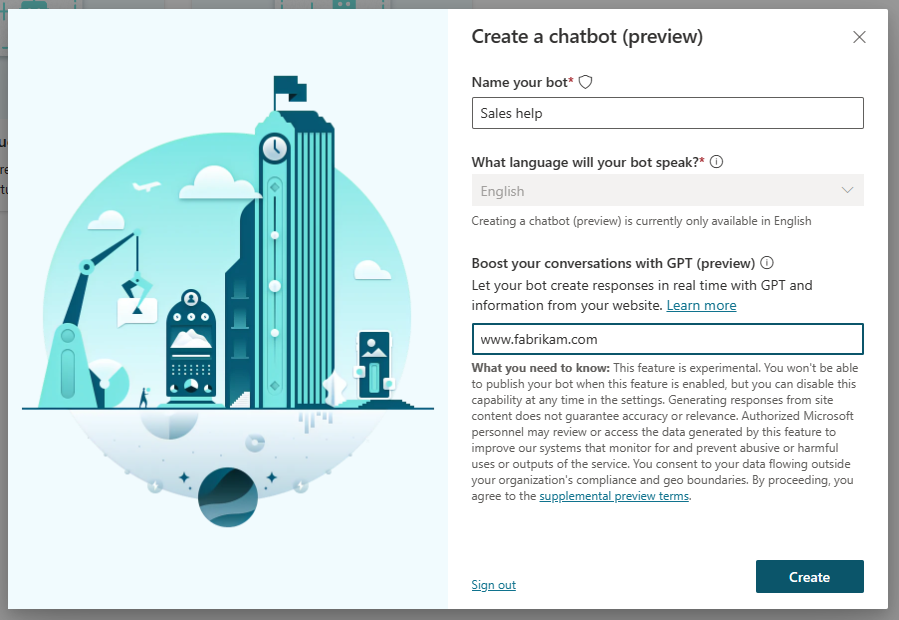 Create a chatbot (preview)
Name your bot*
Sales help
What language will your bot speak?*
English
Creating a chatbot (preview) is currently only available in English
Boost your conversations with GPT (preview)
Let your bot create responses in real time with GPT and
information from your website. Learn more
www.fabrikam.com
What you need to know: This feature is experimental. You won't be able
to publish your bot when this feature is enabled, but you can disable this
capability at any time in the settings. Generating responses from site
content does not guarantee accuracy or relevance. Authorized Microsoft
personnel may review or access the data generated by this feature to
improve our systems that monitor for and prevent abusive or harmful
uses or outputs of the service. You consent to your data flowing outside
your organization's compliance and geo boundaries. By proceeding, you
agree to the supplemental preview terms.
Sign out
Create